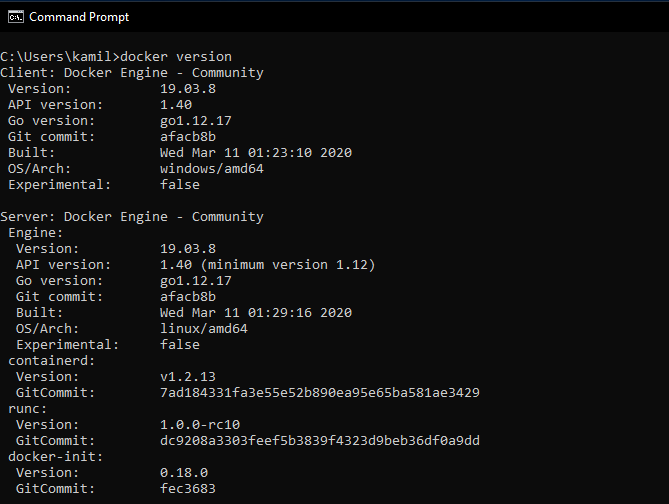 Command Prompt
C:\Users\kamil>docker version
Client: Docker Engine - Community
Version: 19.03.8
API version: 1.40
Go version: go1.12.17
Git commit: afacb8b
Built: Wed Mar 11 01:23:10 2020
OS/Arch: windows/amd64
Experimental: false
Server: Docker Engine - Community
Engine:
Version: 19.03.8
API version: 1.40 (minimum version 1.12)
Go version: go1.12.17
Git commit: afacb8b
Built: Wed Mar 11 01:29:16 2020
OS/Arch: linux/amd64
Experimental: false
containerd:
Version: v1.2.13
GitCommit: 7ad184331fa3e55e52b890ea95e65ba581ae3429
runc:
Version: 1.0.0-rc10
GitCommit: dc9208a3303feef5b3839f4323d9beb36df0a9dd
docker-init:
Version: 0.18.0
GitCommit: fec3683